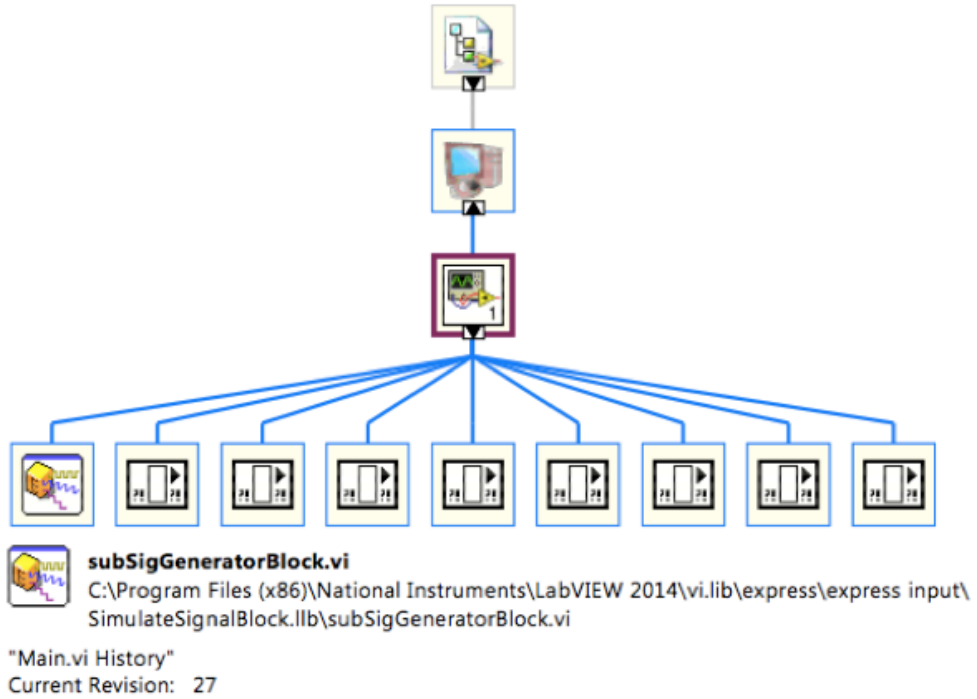 1
subSigGeneratorBlock.vi
C:\Program Files (x86)\National Instruments\LabVIEW 2014\vi.lib\express\express input\
SimulateSignalBlock.llb\subSigGeneratorBlock.vi
"Main.vi History"
Current Revision: 27